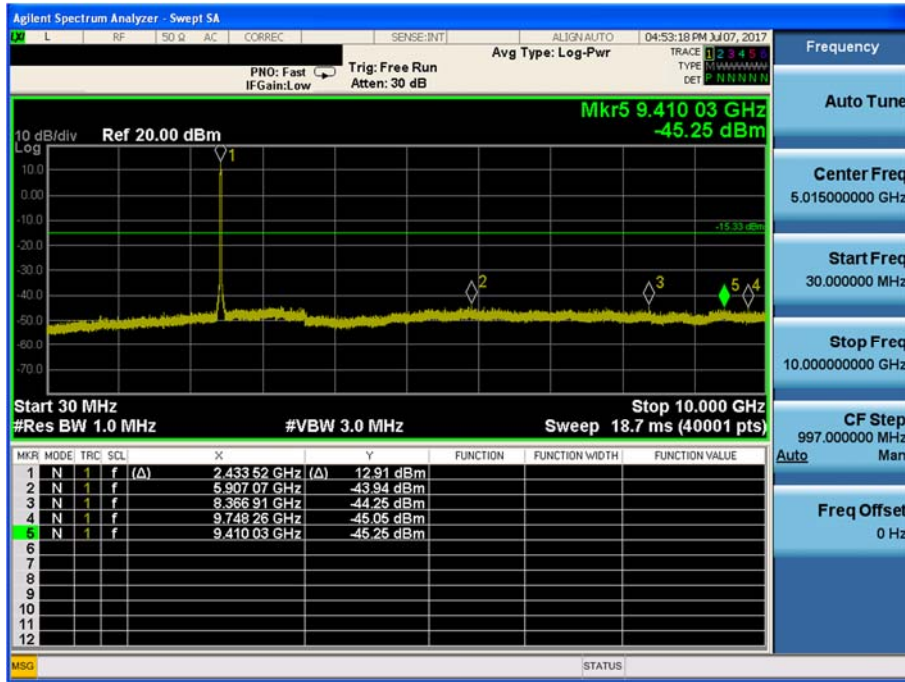 Agilent Spectrum Analyzer - Swept SA
LXI L RF 50 Ω AC CORREC SENSE:INT ALIGN AUTO 04:53:18 PM Jul 07, 2017
Frequency
PNO: Fast
IFGain:Low
Trig: Free Run
Atten: 30 dB
Avg Type: Log-Pwr
TRACE 1 2 3 4 5 6
TYPE M W W W W W
DET P N N N N N
Auto Tune
Mkr5 9.410 03 GHz
-45.25 dBm
10 dB/div
Log
Ref 20.00 dBm
1
10.0
0.00
-10.0
-15.33 dBm
-20.0
-30.0
2 3 5 4
-40.0
-50.0
-60.0
-70.0
Start 30 MHz
Stop 10.000 GHz
#Res BW 1.0 MHz #VBW 3.0 MHz Sweep 18.7 ms (40001 pts)
Center Freq
5.015000000 GHz
Start Freq
30.000000 MHz
Stop Freq
10.000000000 GHz
CF Step
997.000000 MHz
Auto Man
Freq Offset
0 Hz
MKR MODE TRC SCL X Y FUNCTION FUNCTION WIDTH FUNCTION VALUE
1 N 1 f (Δ) 2.433 52 GHz (Δ) 12.91 dBm
2 N 1 f 5.907 07 GHz -43.94 dBm
3 N 1 f 8.366 91 GHz -44.25 dBm
4 N 1 f 9.748 26 GHz -45.05 dBm
5 N 1 f 9.410 03 GHz -45.25 dBm
6
7
8
9
10
11
12
MSG STATUS